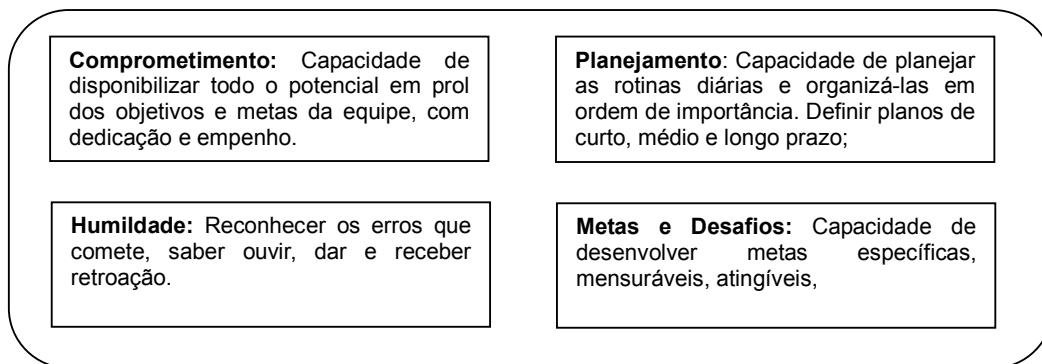 Comprometimento: Capacidade de
disponibilizar todo o potencial em prol
dos objetivos e metas da equipe, com
dedicação e empenho.
Planejamento: Capacidade de planejar
as rotinas diárias e organizá-las em
ordem de importância. Definir planos de
curto, médio e longo prazo;
Humildade: Reconhecer os erros que
comete, saber ouvir, dar e receber
retroação.
Metas e Desafios: Capacidade de
desenvolver metas específicas,
mensuráveis, atingíveis,